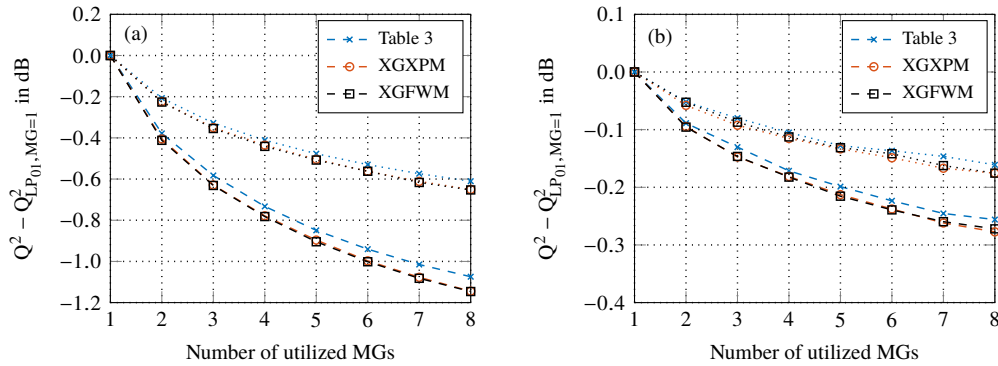 (a)
Q² − Q²_LP01,MG=1 in dB
0.2
0.0
−0.2
−0.4
−0.6
−0.8
−1.0
−1.2
1 2 3 4 5 6 7 8
Number of utilized MGs
Table 3
XGXPM
XGFWM
(b)
Q² − Q²_LP01,MG=1 in dB
0.1
0.0
−0.1
−0.2
−0.3
−0.4
1 2 3 4 5 6 7 8
Number of utilized MGs
Table 3
XGXPM
XGFWM